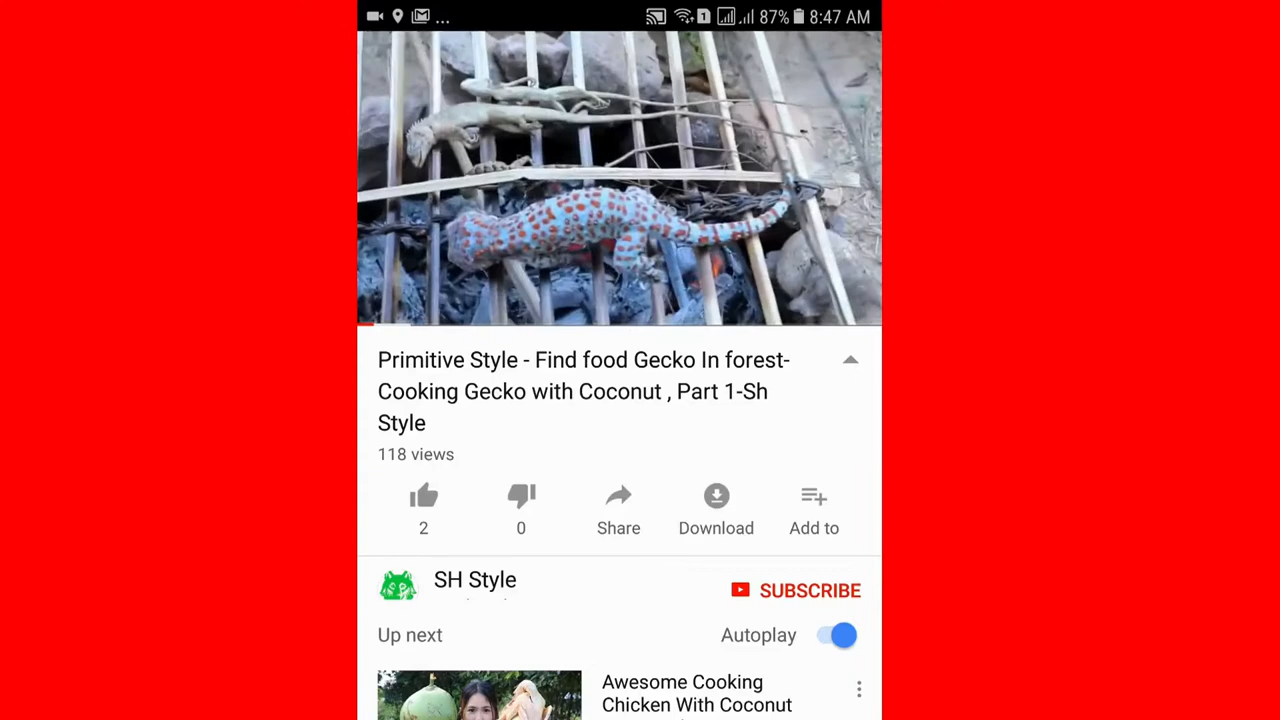 ... 1 87% 8:47 AM
Primitive Style - Find food Gecko In forest-
Cooking Gecko with Coconut , Part 1-Sh
Style
118 views
2 0 Share Download Add to
SH Style
SUBSCRIBE
Up next Autoplay
Awesome Cooking
Chicken With Coconut